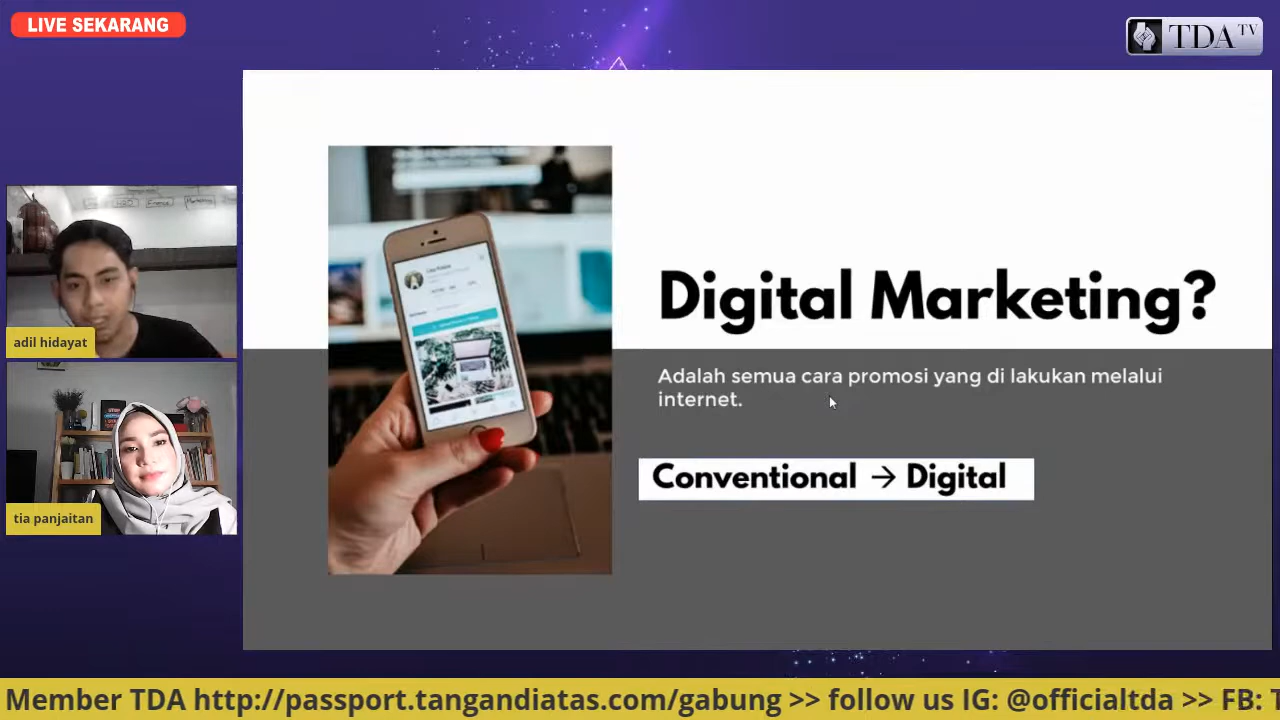 LIVE SEKARANG
TDA TV
adil hidayat
tia panjaitan
Digital Marketing?
Adalah semua cara promosi yang di lakukan melalui
internet.
Conventional → Digital
Member TDA http://passport.tangandiatas.com/gabung >> follow us IG: @officialtda >> FB: T